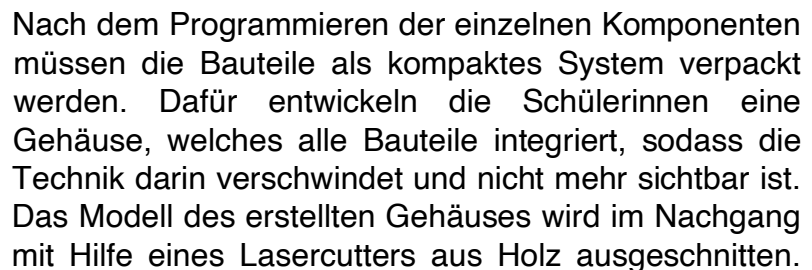 Nach dem Programmieren der einzelnen Komponenten
müssen die Bauteile als kompaktes System verpackt
werden. Dafür entwickeln die Schülerinnen eine
Gehäuse, welches alle Bauteile integriert, sodass die
Technik darin verschwindet und nicht mehr sichtbar ist.
Das Modell des erstellten Gehäuses wird im Nachgang
mit Hilfe eines Lasercutters aus Holz ausgeschnitten.